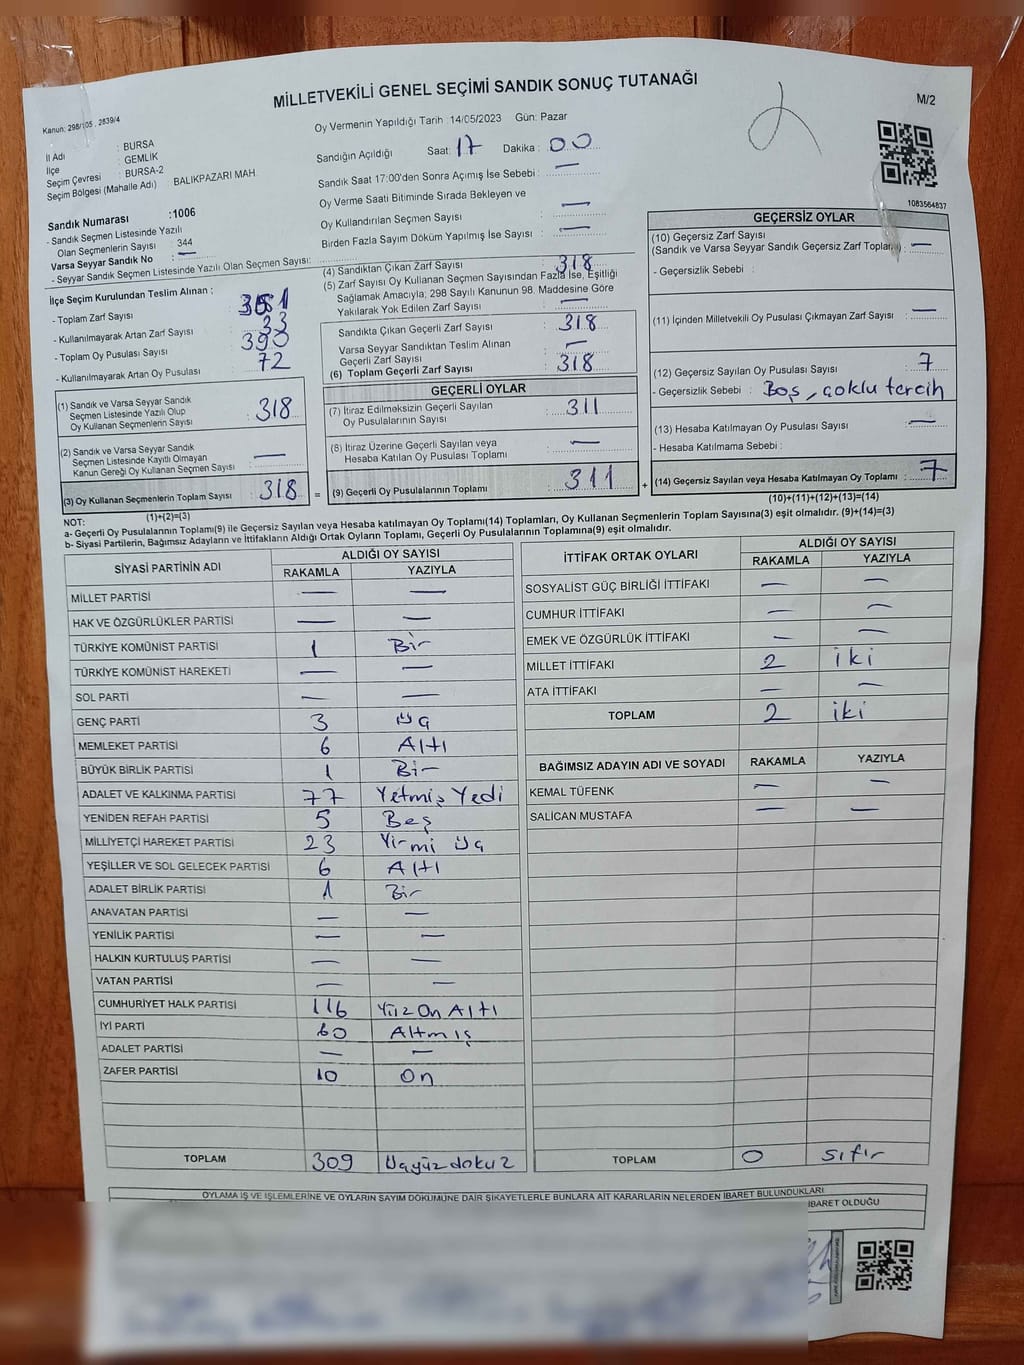 MİLLETVEKİLİ GENEL SEÇİMİ SANDIK SONUÇ TUTANAĞI
M/2
Kanun: 298/105 , 2839/4
Oy Vermenin Yapıldığı Tarih :14/05/2023 Gün: Pazar
İl Adı : BURSA
İlçe : GEMLİK
Seçim Çevresi : BURSA-2
Seçim Bölgesi (Mahalle Adı) BALIKPAZARI MAH.
Sandığın Açıldığı Saat: 17 Dakika : 00
Sandık Saat 17:00'den Sonra Açımış İse Sebebi : —
Oy Verme Saati Bitiminde Sırada Bekleyen ve
Oy Kullandırılan Seçmen Sayısı : —
Birden Fazla Sayım Döküm Yapılmış İse Sayısı : —
1083564837
Sandık Numarası :1006
- Sandık Seçmen Listesinde Yazılı
Olan Seçmenlerin Sayısı : 344
Varsa Seyyar Sandık No : —
- Seyyar Sandık Seçmen Listesinde Yazılı Olan Seçmen Sayısı:
İlçe Seçim Kurulundan Teslim Alınan :
- Toplam Zarf Sayısı :
- Kullanılmayarak Artan Zarf Sayısı : 33
- Toplam Oy Pusulası Sayısı : 390
- Kullanılmayarak Artan Oy Pusulası : 72
(1) Sandık ve Varsa Seyyar Sandık
Seçmen Listesinde Yazılı Olup
Oy Kullanan Seçmenlerin Sayısı : 318
(2) Sandık ve Varsa Seyyar Sandık
Seçmen Listesinde Kayıtlı Olmayan
Kanun Gereği Oy Kullanan Seçmen Sayısı : —
(3) Oy Kullanan Seçmenlerin Toplam Sayısı : 318
(1)+(2)=(3)
(4) Sandıktan Çıkan Zarf Sayısı : 318
(5) Zarf Sayısı Oy Kullanan Seçmen Sayısından Fazla İse, Eşitliği
Sağlamak Amacıyla, 298 Sayılı Kanunun 98. Maddesine Göre
Yakılarak Yok Edilen Zarf Sayısı : —
Sandıkta Çıkan Geçerli Zarf Sayısı : 318
Varsa Seyyar Sandıktan Teslim Alınan
Geçerli Zarf Sayısı : —
(6) Toplam Geçerli Zarf Sayısı : 318
GEÇERLİ OYLAR
(7) İtiraz Edilmeksizin Geçerli Sayılan
Oy Pusulalarının Sayısı : 311
(8) İtiraz Üzerine Geçerli Sayılan veya
Hesaba Katılan Oy Pusulası Toplamı : —
= (9) Geçerli Oy Pusulalarının Toplamı : 311 +
GEÇERSİZ OYLAR
(10) Geçersiz Zarf Sayısı
(Sandık ve Varsa Seyyar Sandık Geçersiz Zarf Toplamı) : —
- Geçersizlik Sebebi :
(11) İçinden Milletvekili Oy Pusulası Çıkmayan Zarf Sayısı : —
(12) Geçersiz Sayılan Oy Pusulası Sayısı : 7
- Geçersizlik Sebebi : Boş, çoklu tercih
(13) Hesaba Katılmayan Oy Pusulası Sayısı : —
- Hesaba Katılmama Sebebi :
(14) Geçersiz Sayılan veya Hesaba Katılmayan Oy Toplamı : 7
(10)+(11)+(12)+(13)=(14)
NOT:
a- Geçerli Oy Pusulalarının Toplamı(9) ile Geçersiz Sayılan veya Hesaba katılmayan Oy Toplamı(14) Toplamları, Oy Kullanan Seçmenlerin Toplam Sayısına(3) eşit olmalıdır. (9)+(14)=(3)
b- Siyasi Partilerin, Bağımsız Adayların ve İttifakların Aldığı Ortak Oyların Toplamı, Geçerli Oy Pusulalarının Toplamına(9) eşit olmalıdır.
SİYASİ PARTİNİN ADI ALDIĞI OY SAYISI
RAKAMLA YAZIYLA
MİLLET PARTİSİ — —
HAK VE ÖZGÜRLÜKLER PARTİSİ — —
TÜRKİYE KOMÜNİST PARTİSİ 1 Bir
TÜRKİYE KOMÜNİST HAREKETİ — —
SOL PARTİ — —
GENÇ PARTİ 3 Üç
MEMLEKET PARTİSİ 6 Altı
BÜYÜK BİRLİK PARTİSİ 1 Bir
ADALET VE KALKINMA PARTİSİ 77 Yetmiş Yedi
YENİDEN REFAH PARTİSİ 5 Beş
MİLLİYETÇİ HAREKET PARTİSİ 23 Yirmi Üç
YEŞİLLER VE SOL GELECEK PARTİSİ 6 Altı
ADALET BİRLİK PARTİSİ 1 Bir
ANAVATAN PARTİSİ — —
YENİLİK PARTİSİ — —
HALKIN KURTULUŞ PARTİSİ — —
VATAN PARTİSİ — —
CUMHURİYET HALK PARTİSİ 116 Yüz On Altı
İYİ PARTİ 60 Altmış
ADALET PARTİSİ — —
ZAFER PARTİSİ 10 On
TOPLAM 309 Üçyüz dokuz
İTTİFAK ORTAK OYLARI ALDIĞI OY SAYISI
RAKAMLA YAZIYLA
SOSYALİST GÜÇ BİRLİĞİ İTTİFAKI — —
CUMHUR İTTİFAKI — —
EMEK VE ÖZGÜRLÜK İTTİFAKI — —
MİLLET İTTİFAKI 2 iki
ATA İTTİFAKI — —
TOPLAM 2 iki
BAĞIMSIZ ADAYIN ADI VE SOYADI RAKAMLA YAZIYLA
KEMAL TÜFENK — —
SALİCAN MUSTAFA — —
TOPLAM 0 sıfır
OYLAMA İŞ VE İŞLEMLERİNE VE OYLARIN SAYIM DÖKÜMÜNE DAİR ŞİKAYETLERLE BUNLARA AİT KARARLARIN NELERDEN İBARET BULUNDUKLARI
İBARET OLDUĞU